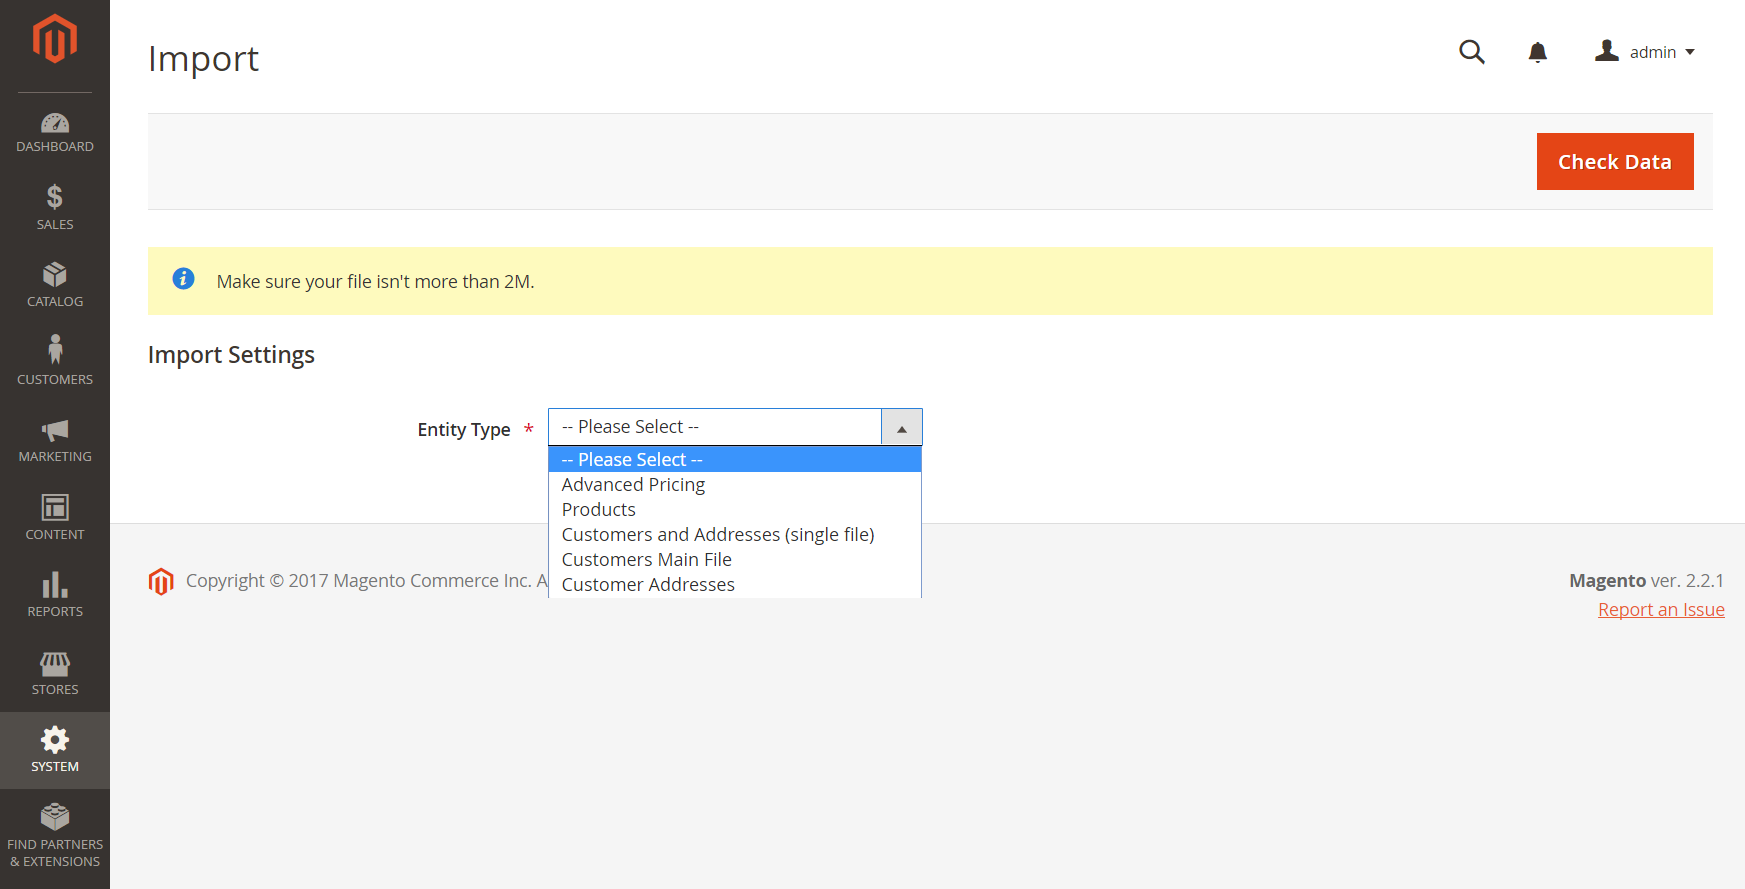 DASHBOARD
SALES
CATALOG
CUSTOMERS
MARKETING
CONTENT
REPORTS
STORES
SYSTEM
FIND PARTNERS
& EXTENSIONS
Import
admin
Check Data
Make sure your file isn't more than 2M.
Import Settings
Entity Type *
-- Please Select --
-- Please Select --
Advanced Pricing
Products
Customers and Addresses (single file)
Customers Main File
Customer Addresses
Copyright © 2017 Magento Commerce Inc. A
Magento ver. 2.2.1
Report an Issue